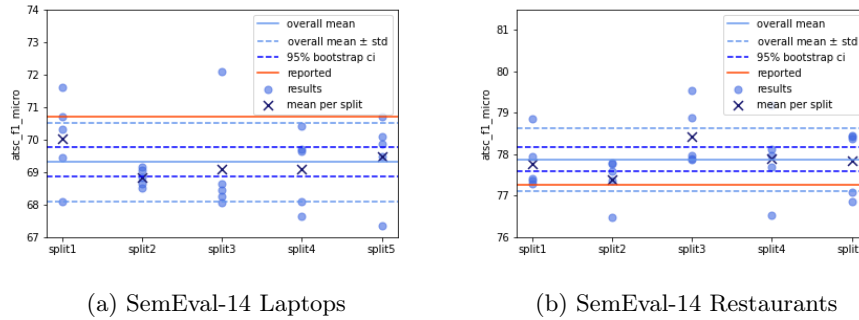 74
73
72
71
70
69
68
67
atsc_f1_micro
overall mean
overall mean ± std
95% bootstrap ci
reported
results
mean per split
split1 split2 split3 split4 split5
(a) SemEval-14 Laptops
81
80
79
78
77
76
atsc_f1_micro
overall mean
overall mean ± std
95% bootstrap ci
reported
results
mean per split
split1 split2 split3 split4 split
(b) SemEval-14 Restaurants